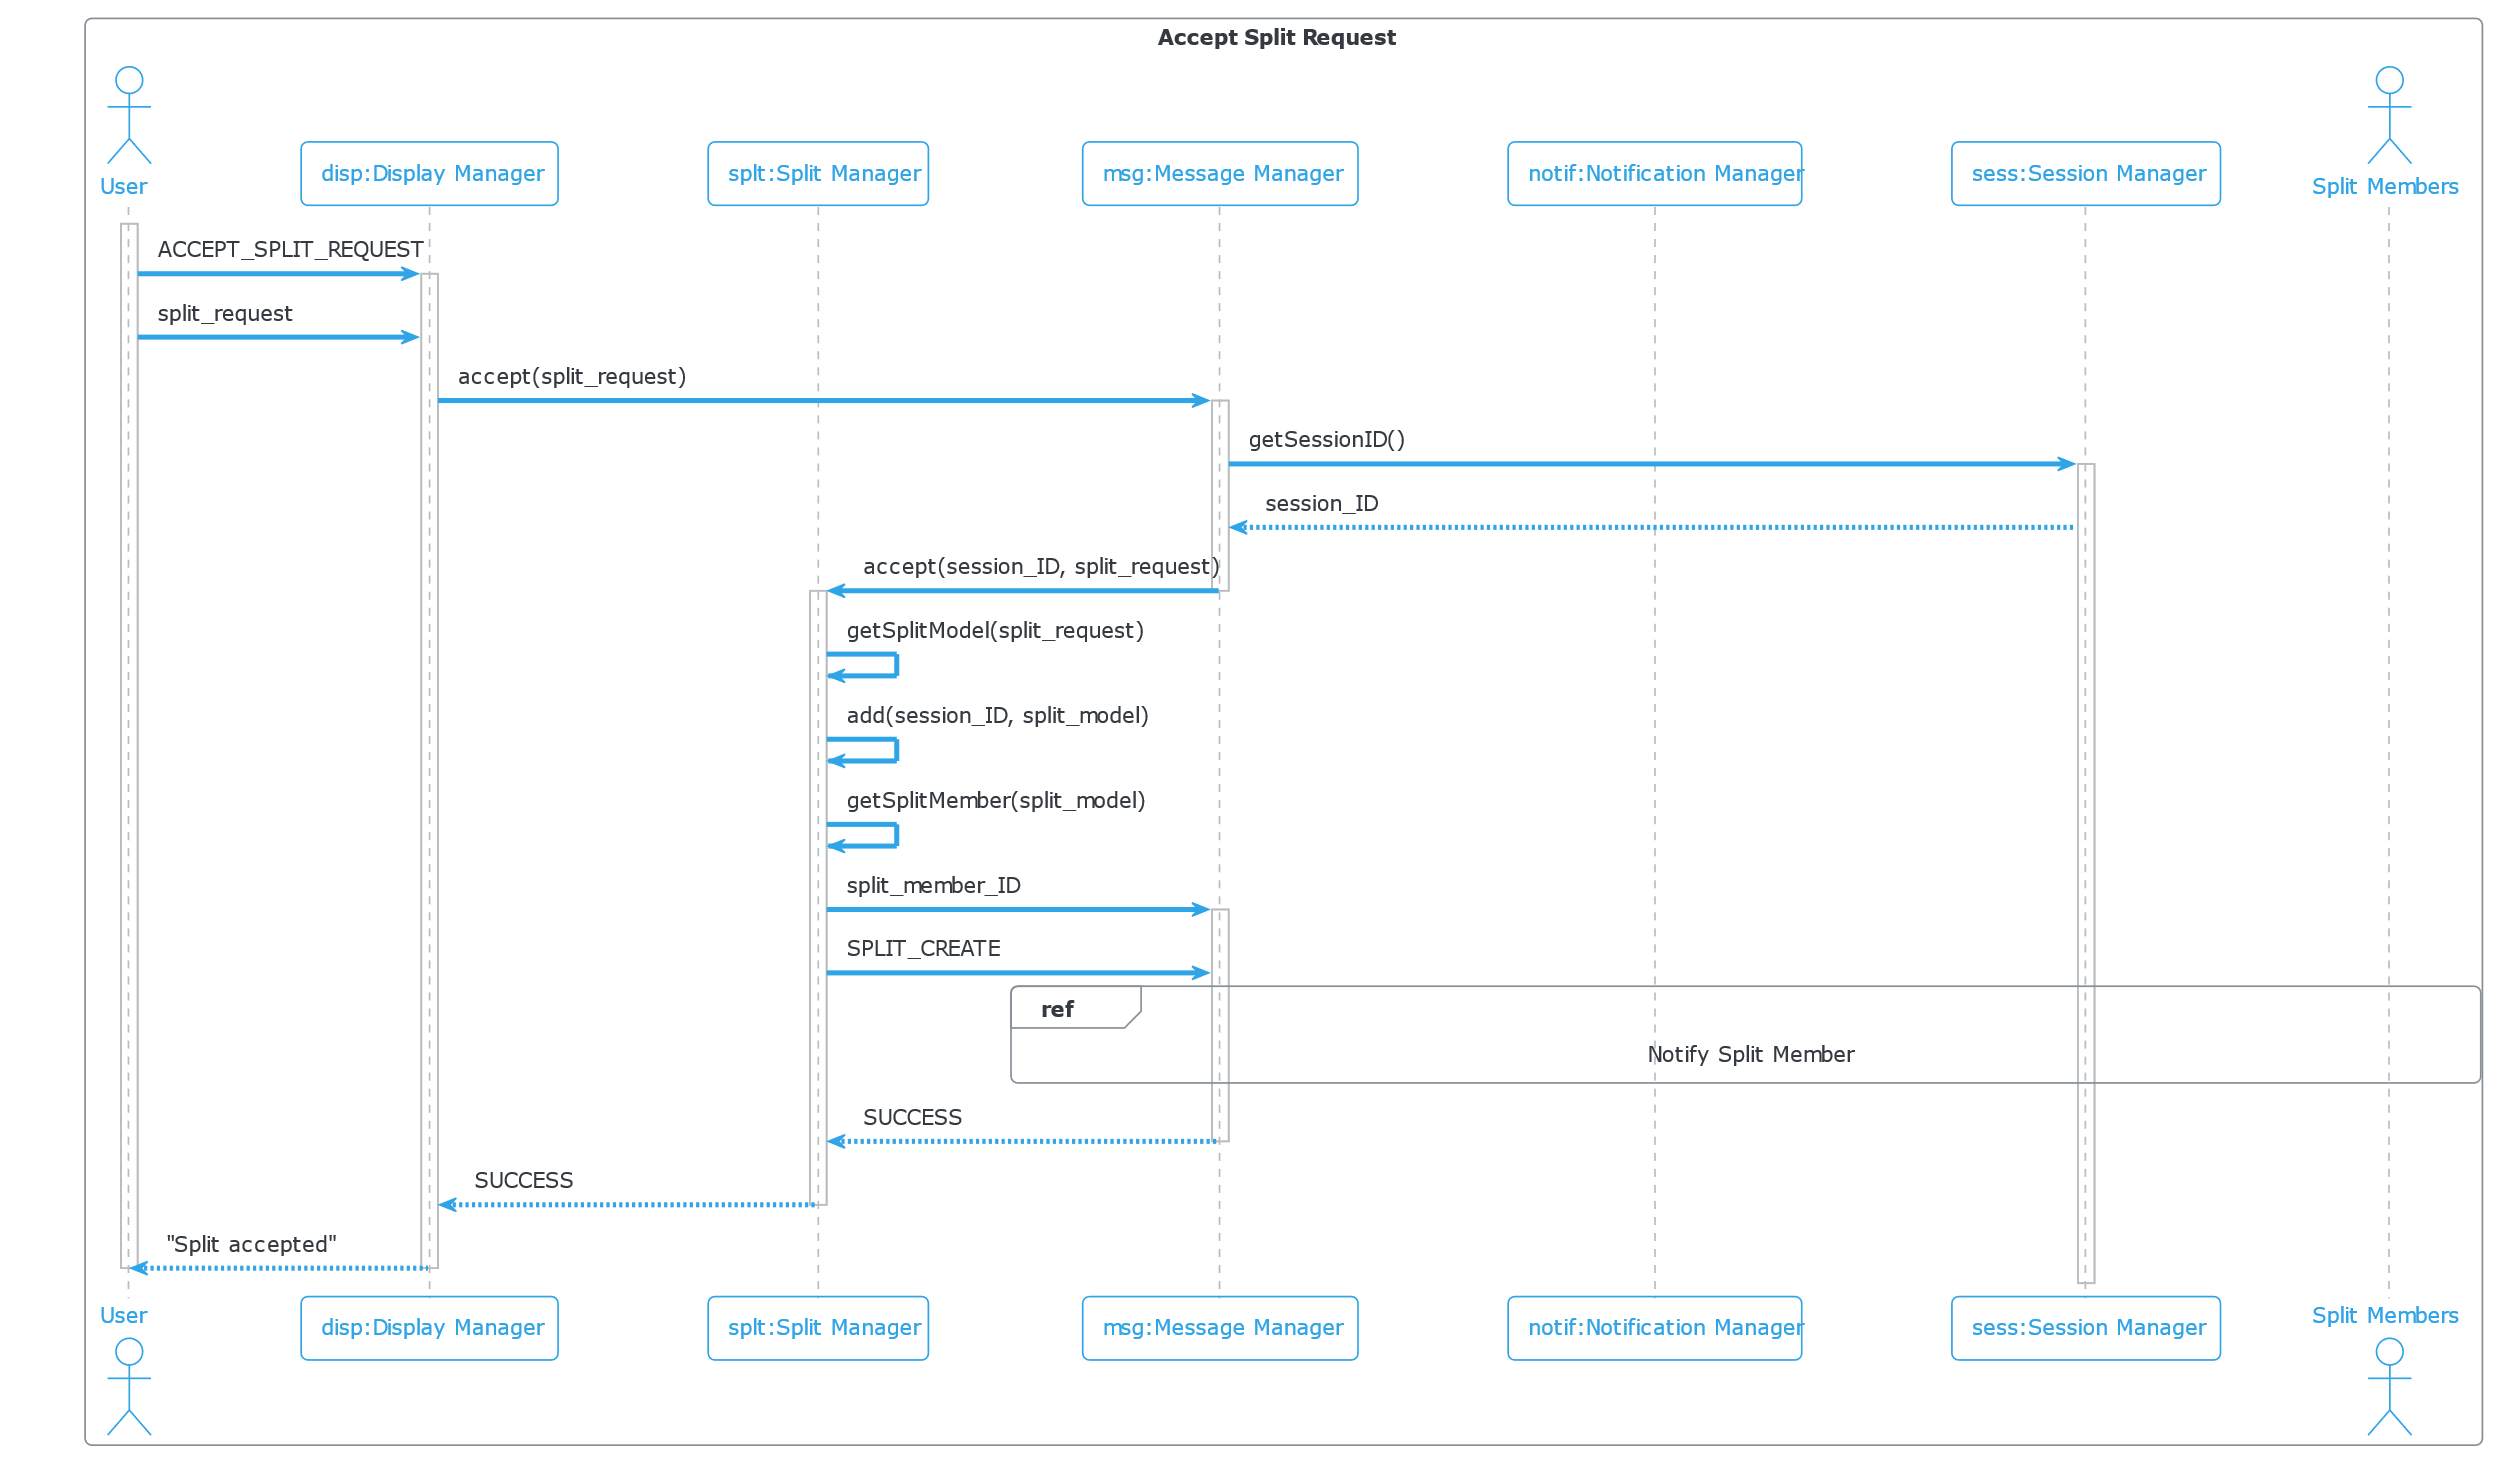 Accept Split Request
User
disp:Display Manager
splt:Split Manager
msg:Message Manager
notif:Notification Manager
sess:Session Manager
Split Members
ACCEPT_SPLIT_REQUEST
split_request
accept(split_request)
getSessionID()
session_ID
accept(session_ID, split_request)
getSplitModel(split_request)
add(session_ID, split_model)
getSplitMember(split_model)
split_member_ID
SPLIT_CREATE
ref
Notify Split Member
SUCCESS
SUCCESS
"Split accepted"
User
disp:Display Manager
splt:Split Manager
msg:Message Manager
notif:Notification Manager
sess:Session Manager
Split Members